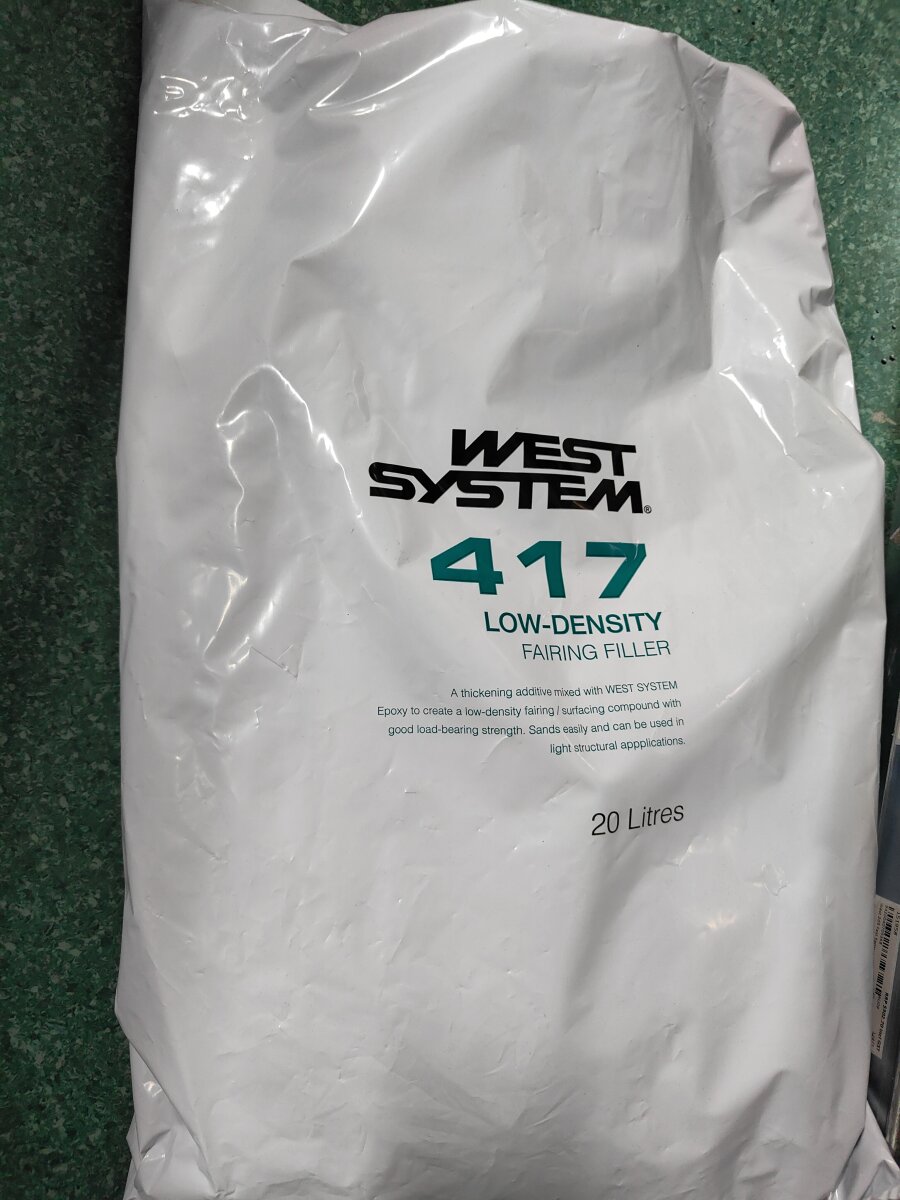 WEST
SYSTEM®
417
LOW-DENSITY
FAIRING FILLER
A thickening additive mixed with WEST SYSTEM
Epoxy to create a low-density fairing / surfacing compound with
good load-bearing strength. Sands easily and can be used in
light structural appplications.
20 Litres